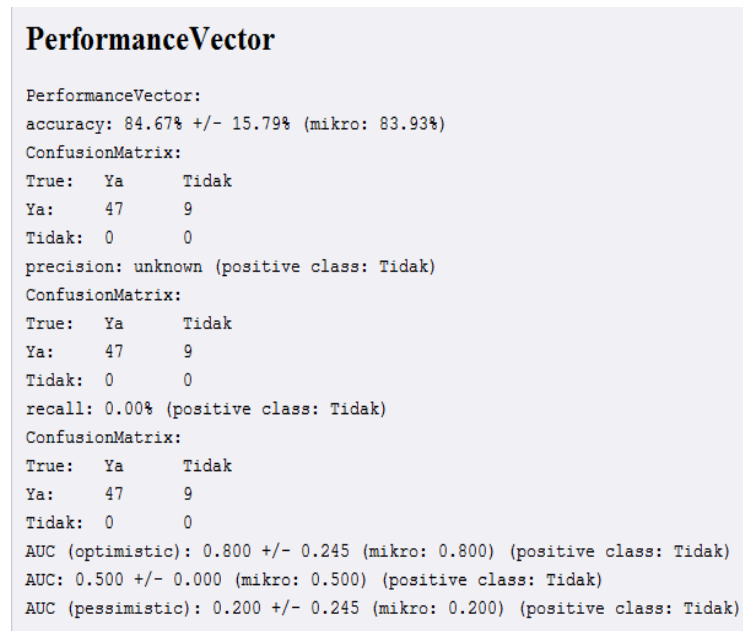 PerformanceVector
PerformanceVector:
accuracy: 84.67% +/- 15.79% (mikro: 83.93%)
ConfusionMatrix:
True: Ya Tidak
Ya: 47 9
Tidak: 0 0
precision: unknown (positive class: Tidak)
ConfusionMatrix:
True: Ya Tidak
Ya: 47 9
Tidak: 0 0
recall: 0.00% (positive class: Tidak)
ConfusionMatrix:
True: Ya Tidak
Ya: 47 9
Tidak: 0 0
AUC (optimistic): 0.800 +/- 0.245 (mikro: 0.800) (positive class: Tidak)
AUC: 0.500 +/- 0.000 (mikro: 0.500) (positive class: Tidak)
AUC (pessimistic): 0.200 +/- 0.245 (mikro: 0.200) (positive class: Tidak)